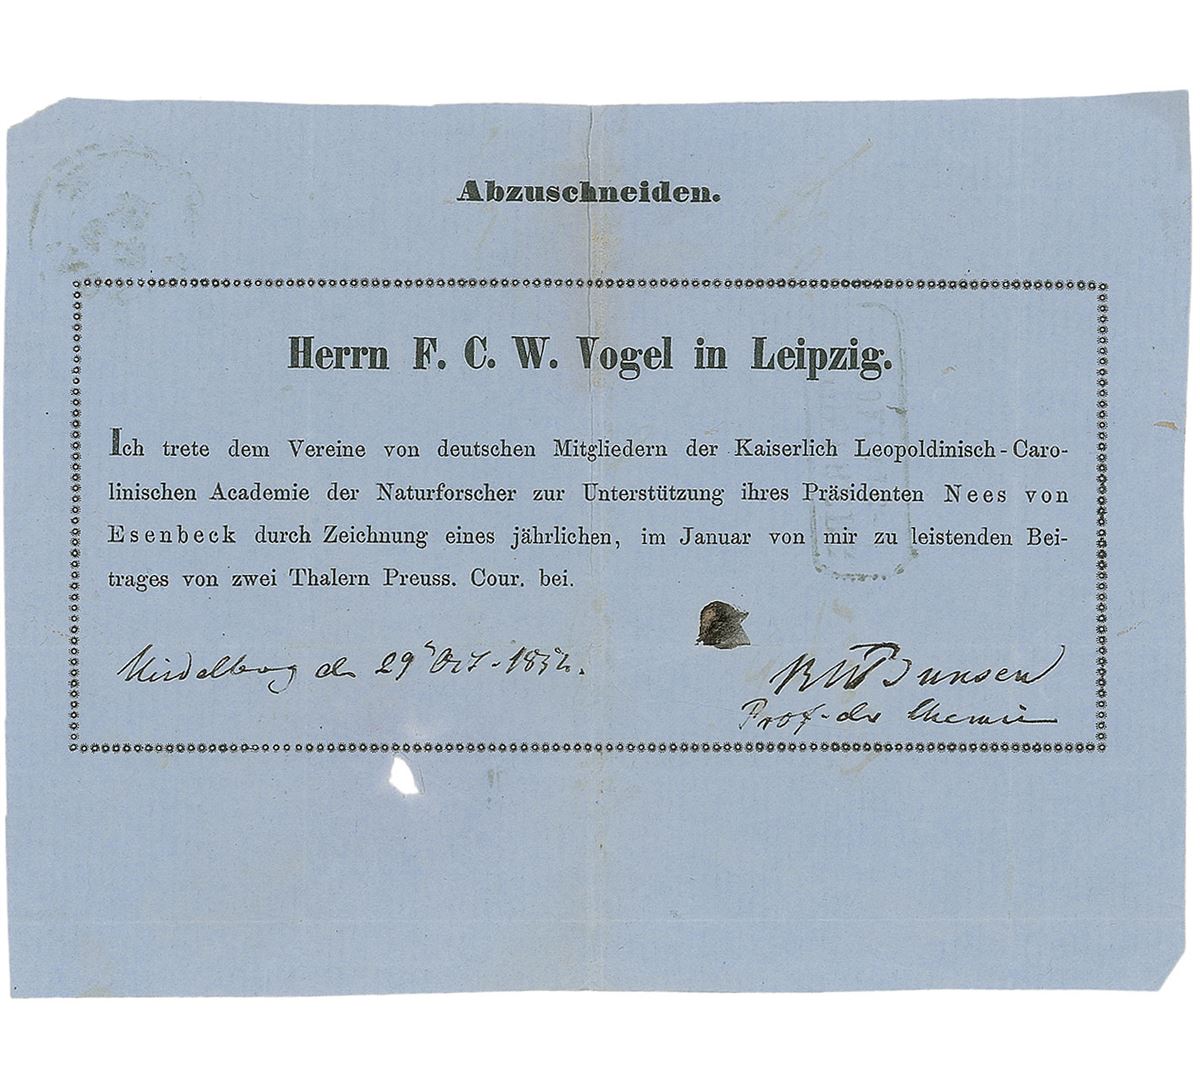 Abzuschneiden.
Herrn F. C. W. Vogel in Leipzig.
Ich trete dem Vereine von deutschen Mitgliedern der Kaiserlich Leopoldinisch-Caro-
linischen Academie der Naturforscher zur Unterstützung ihres Präsidenten Nees von
Esenbeck durch Zeichnung eines jährlichen, im Januar von mir zu leistenden Bei-
trages von zwei Thalern Preuss. Cour. bei.
Heidelberg den 29 Oct. 1852.
RWBunsen
Prof. der Chemie